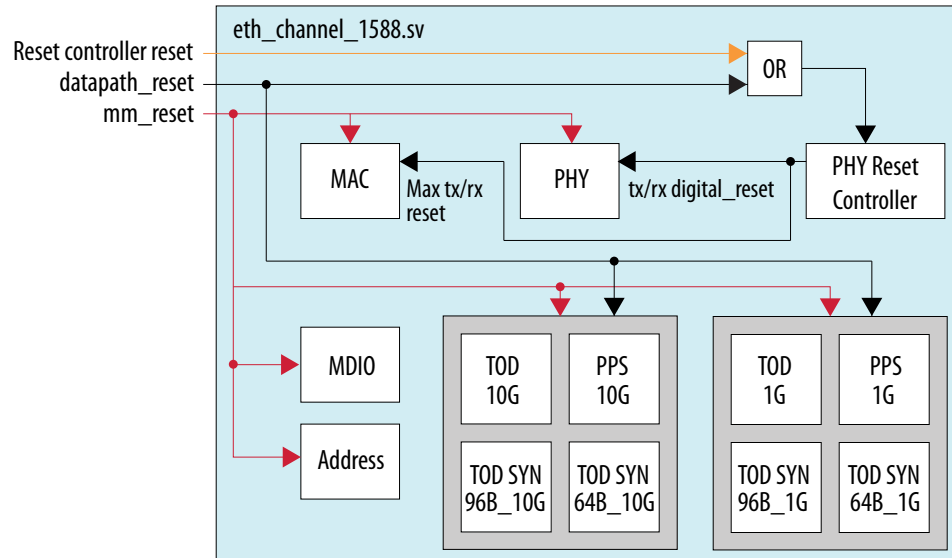 eth_channel_1588.sv
Reset controller reset
datapath_reset
mm_reset
OR
MAC
Max tx/rx
reset
PHY
tx/rx digital_reset
PHY Reset
Controller
MDIO
Address
TOD
10G
PPS
10G
TOD SYN
96B_10G
TOD SYN
64B_10G
TOD
1G
PPS
1G
TOD SYN
96B_1G
TOD SYN
64B_1G